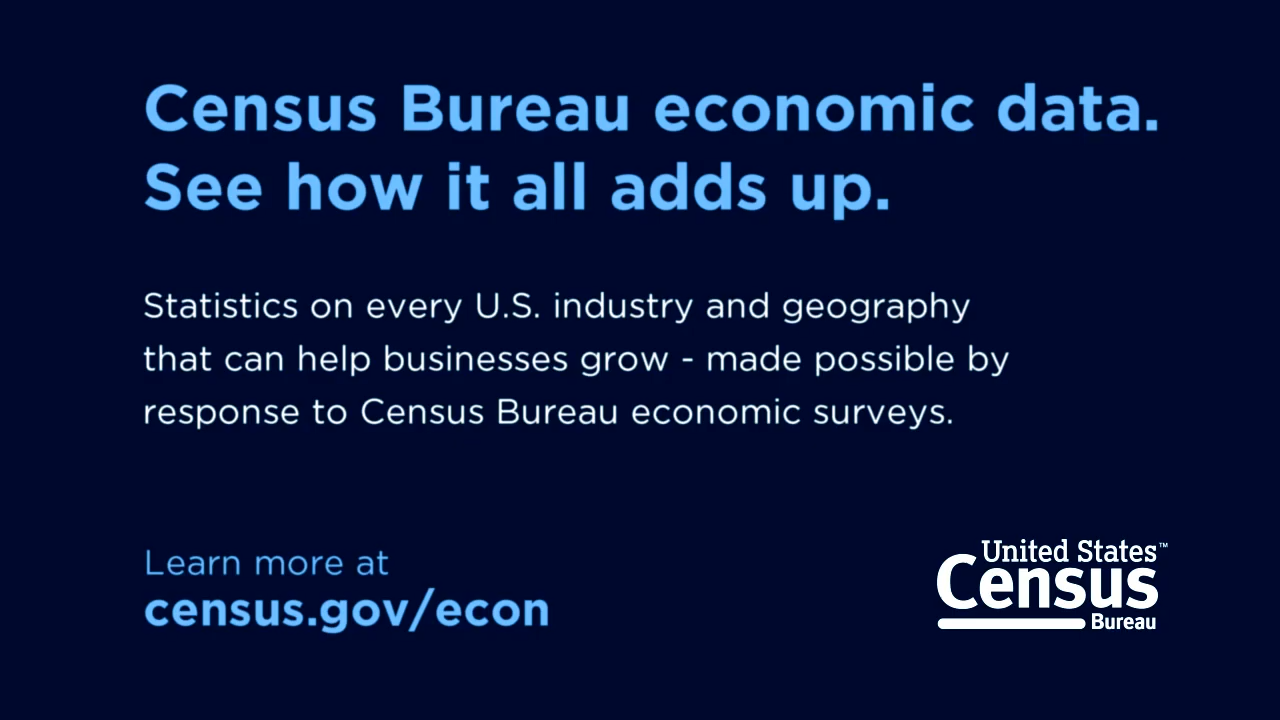 Census Bureau economic data.
See how it all adds up.
Statistics on every U.S. industry and geography
that can help businesses grow - made possible by
response to Census Bureau economic surveys.
Learn more at
census.gov/econ
United States™
Census
Bureau